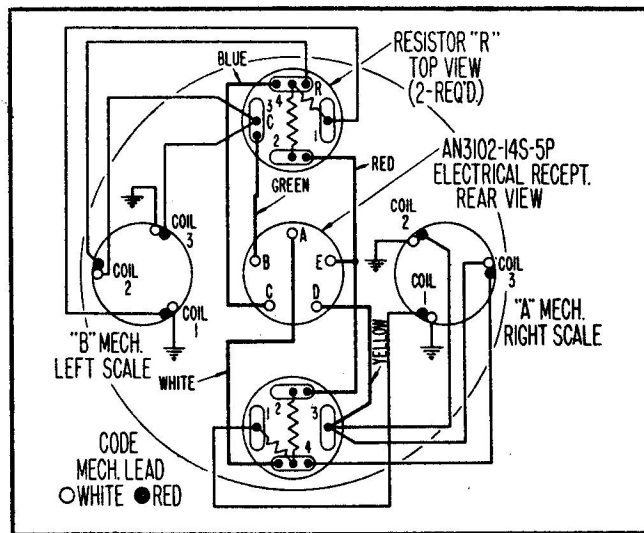 RESISTOR "R"
TOP VIEW
(2-REQ'D.)
BLUE
R
4
3
C
1
2
RED
GREEN
AN3102-14S-5P
ELECTRICAL RECEPT.
REAR VIEW
A
B
E
C
D
COIL
3
COIL
2
COIL
1
"B" MECH.
LEFT SCALE
COIL
2
COIL
1
COIL
3
"A" MECH.
RIGHT SCALE
YELLOW
WHITE
2
1
3
4
CODE
MECH. LEAD
WHITE RED